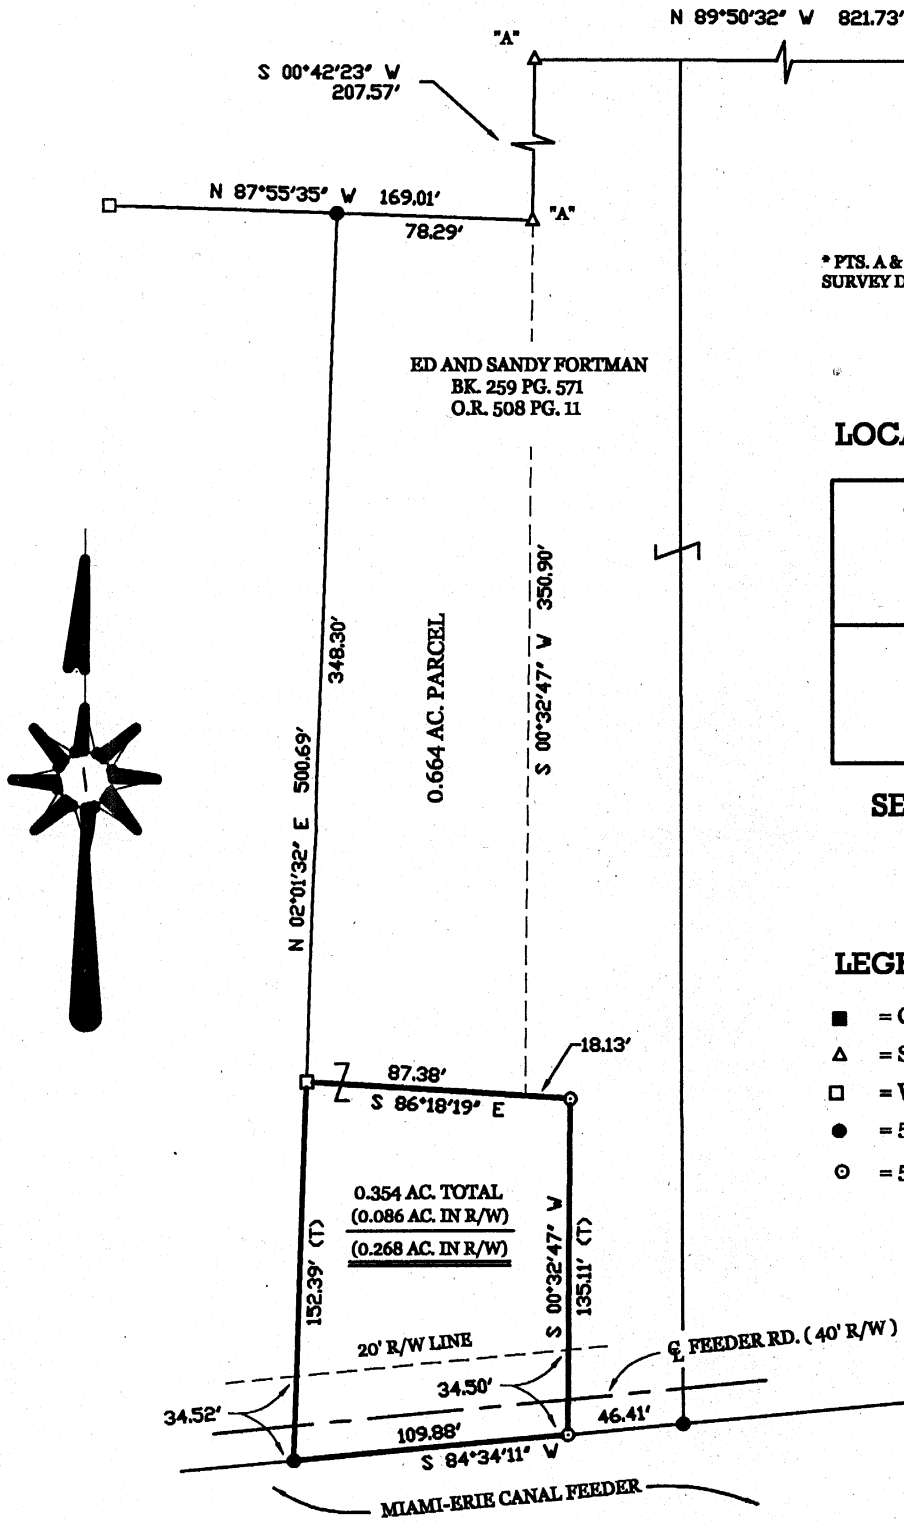 N 89°50'32" W 821.73'
"A"
S 00°42'23" W
207.57'
N 87°55'35" W 169.01'
"A"
78.29'
* PTS. A &
SURVEY D
ED AND SANDY FORTMAN
BK. 259 PG. 571
O.R. 508 PG. 11
LOCA
S 00°32'47" W 350.90'
348.30'
0.664 AC. PARCEL
N 02°01'32" E 500.69'
SE
LEGE
= C
= S
= V
= 5
= 5
18.13'
87.38'
S 86°18'19" E
0.354 AC. TOTAL
(0.086 AC. IN R/W)
(0.268 AC. IN R/W)
152.39' (T)
S 00°32'47" W
135.11' (T)
20' R/W LINE
℄ FEEDER RD. ( 40' R/W )
34.50'
34.52'
46.41'
109.88'
S 84°34'11" W
MIAMI-ERIE CANAL FEEDER